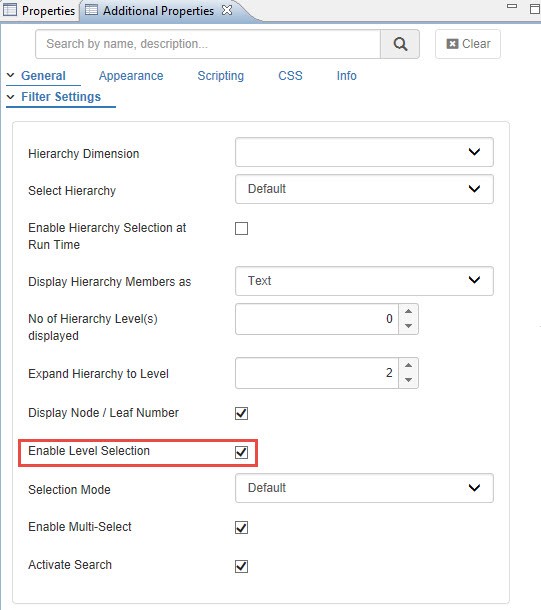 Properties Additional Properties
Search by name, description... Clear
General Appearance Scripting CSS Info
Filter Settings
Hierarchy Dimension
Select Hierarchy Default
Enable Hierarchy Selection at
Run Time
Display Hierarchy Members as Text
No of Hierarchy Level(s)
displayed 0
Expand Hierarchy to Level 2
Display Node / Leaf Number
Enable Level Selection
Selection Mode Default
Enable Multi-Select
Activate Search